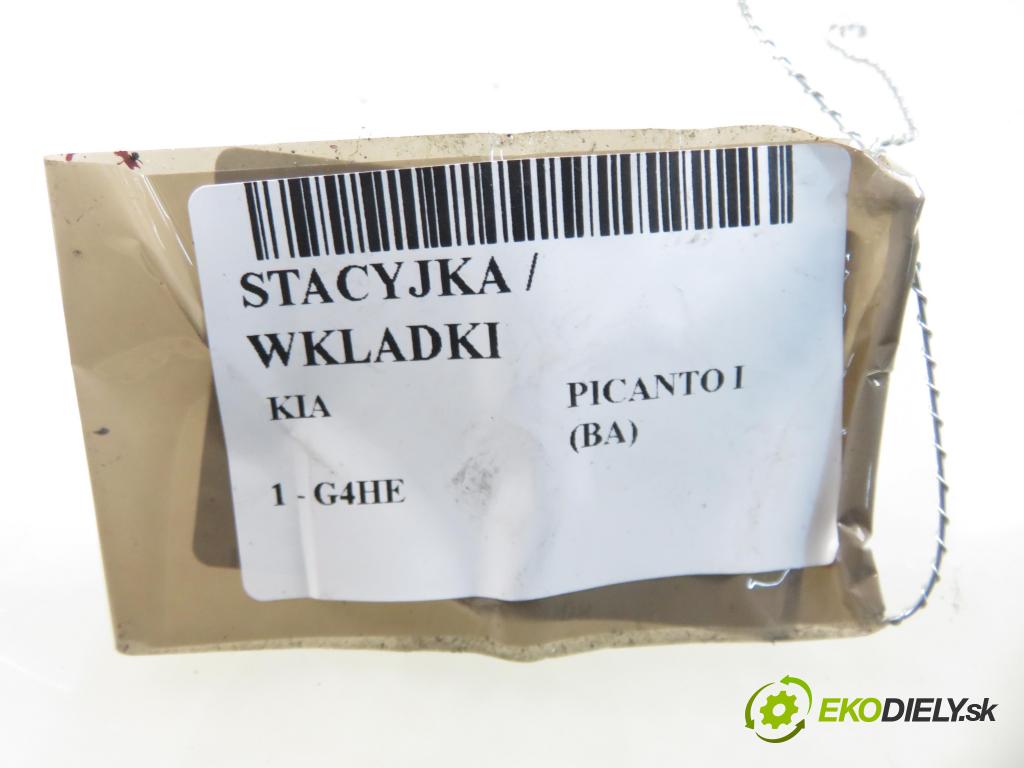 STACYJKA /
WKLADKI
KIA
PICANTO I
(BA)
1 - G4HE
EKODIELY.sk